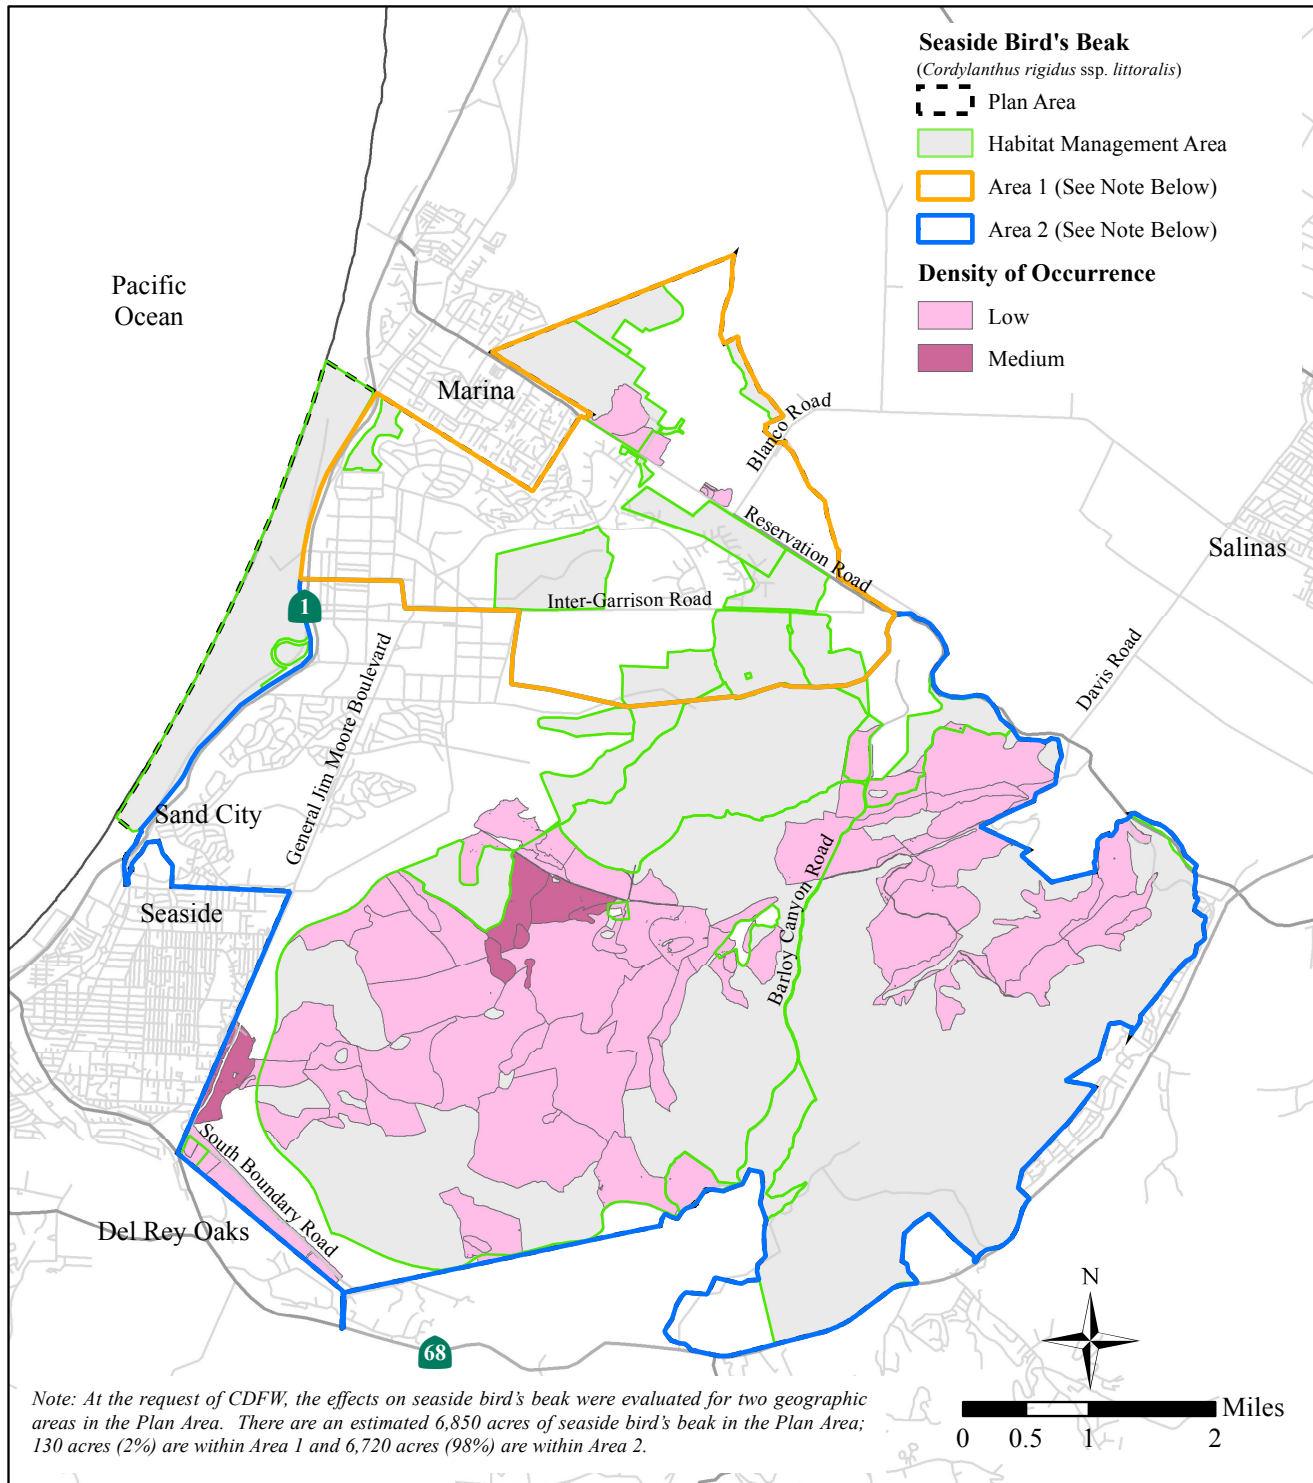 Seaside Bird's Beak
(Cordylanthus rigidus ssp. littoralis)
Plan Area
Habitat Management Area
Area 1 (See Note Below)
Area 2 (See Note Below)
Density of Occurrence
Low
Medium
Pacific
Ocean
Marina
Blanco Road
Reservation Road
Salinas
Inter-Garrison Road
1
General Jim Moore Boulevard
Davis Road
Sand City
Seaside
Barloy Canyon Road
South Boundary Road
Del Rey Oaks
68
N
Miles
0 0.5 1 2
Note: At the request of CDFW, the effects on seaside bird's beak were evaluated for two geographic
areas in the Plan Area. There are an estimated 6,850 acres of seaside bird's beak in the Plan Area;
130 acres (2%) are within Area 1 and 6,720 acres (98%) are within Area 2.